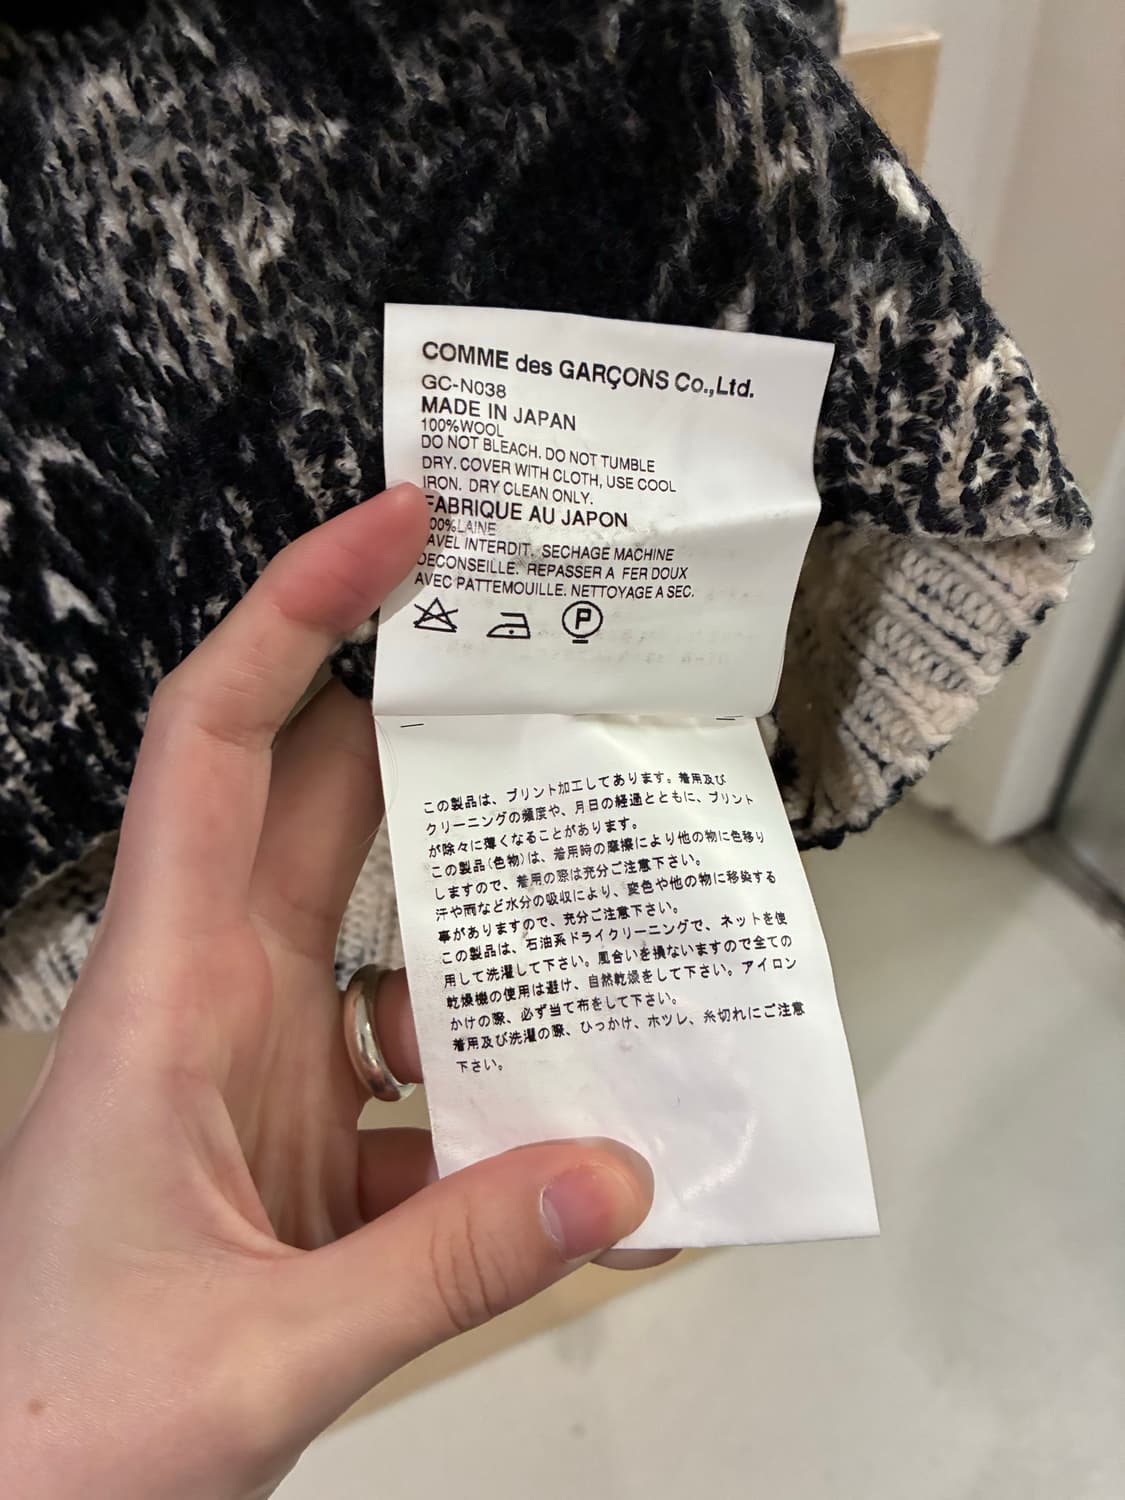 COMME des GARÇONS Co.,Ltd.
GC-N038
MADE IN JAPAN
100%WOOL
DO NOT BLEACH. DO NOT TUMBLE
DRY. COVER WITH CLOTH, USE COOL
IRON. DRY CLEAN ONLY.
FABRIQUE AU JAPON
00%LAINE
AVEL INTERDIT. SECHAGE MACHINE
DECONSEILLE. REPASSER A FER DOUX
AVEC PATTEMOUILLE. NETTOYAGE A SEC.
P
この製品は、プリント加工してあります。着用及び
クリーニングの頻度や、月日の経過とともに、プリント
が除々に薄くなることがあります。
この製品(色物)は、着用時の摩擦により他の物に色移り
しますので、着用の際は充分ご注意下さい。
汗や雨など水分の吸収により、変色や他の物に移染する
事がありますので、充分ご注意下さい。
この製品は、石油系ドライクリーニングで、ネットを使
用して洗濯して下さい。風合いを損ないますので全ての
乾燥機の使用は避け、自然乾燥をして下さい。アイロン
かけの際、必ず当て布をして下さい。
着用及び洗濯の際、ひっかけ、ホツレ、糸切れにご注意
下さい。